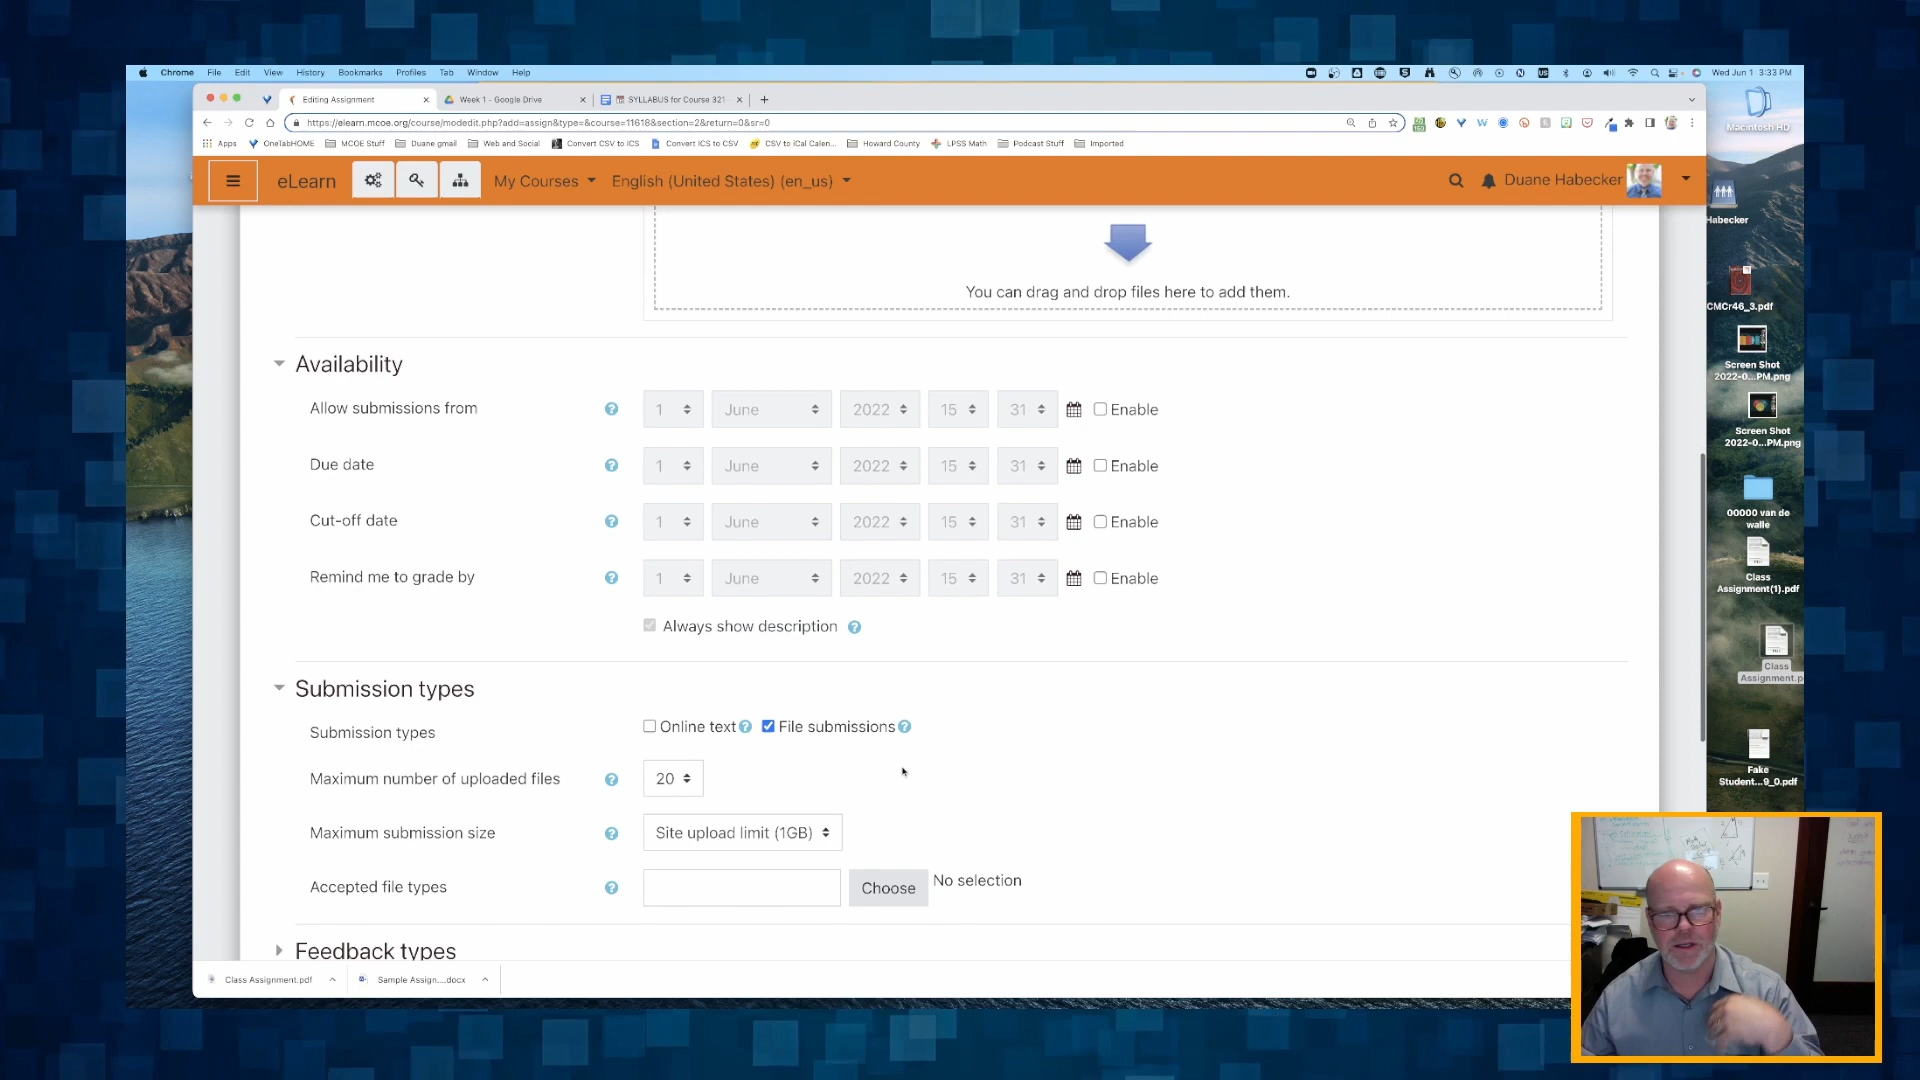 Chrome File Edit View History Bookmarks Profiles Tab Window Help Wed Jun 1 3:33 PM
Editing Assignment Week 1 - Google Drive SYLLABUS for Course 321
https://elearn.mcoe.org/course/modedit.php?add=assign&type=&course=11618&section=2&return=0&sr=0
Apps OneTabHOME MCOE Stuff Duane gmail Web and Social Convert CSV to ICS Convert ICS to CSV CSV to iCal Calen... Howard County LPSS Math Podcast Stuff Imported
eLearn My Courses English (United States) (en_us) Duane Habecker
You can drag and drop files here to add them.
Availability
Allow submissions from 1 June 2022 15 31 Enable
Due date 1 June 2022 15 31 Enable
Cut-off date 1 June 2022 15 31 Enable
Remind me to grade by 1 June 2022 15 31 Enable
Always show description
Submission types
Submission types Online text File submissions
Maximum number of uploaded files 20
Maximum submission size Site upload limit (1GB)
Accepted file types Choose No selection
Feedback types
Class Assignment.pdf Sample Assign....docx
Macintosh HD
Habecker
CMCr46_3.pdf
Screen Shot
2022-0...PM.png
Screen Shot
2022-0...PM.png
00000 van de
walle
Class
Assignment(1).pdf
Class
Assignment.p
Fake
Student...9_0.pdf